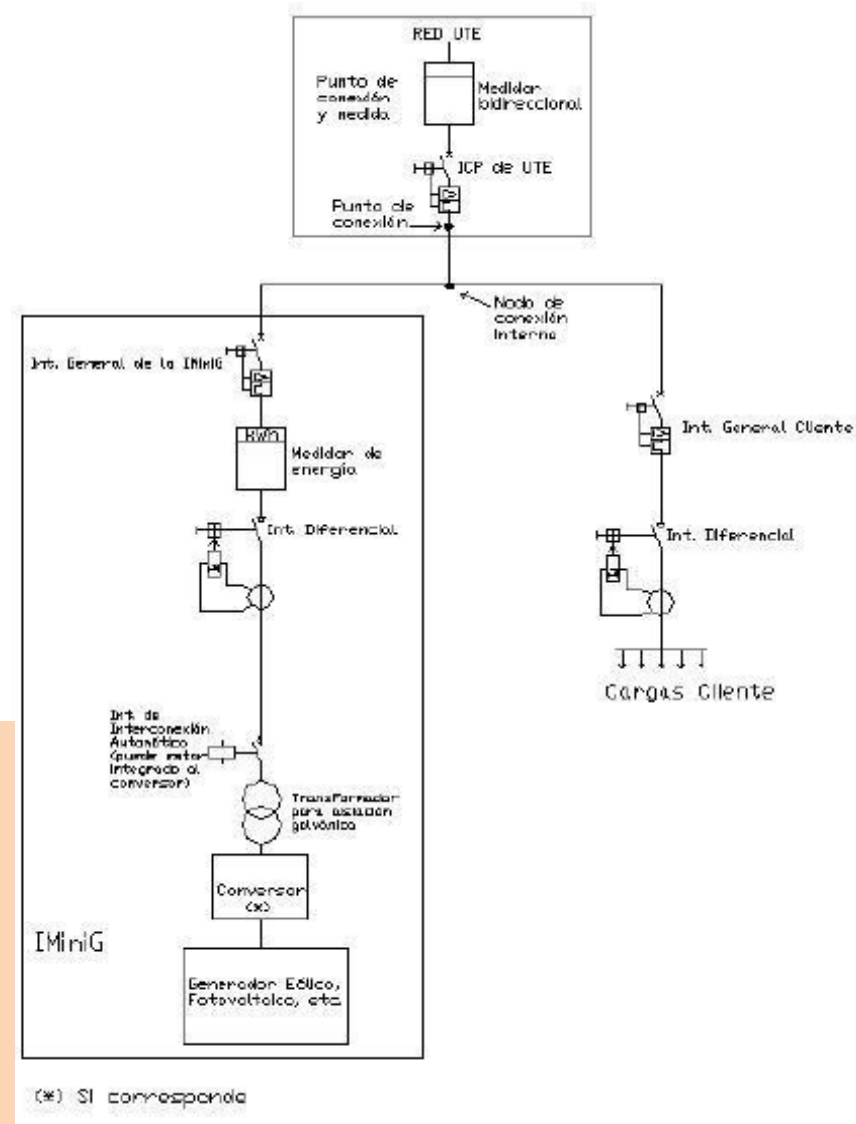 RED UTE
Punto de
conexión
y medida
Medidor
bidireccional
ICP de UTE
Punto de
conexión
Nodo de
conexión
interno
Int. General de la IMiniG
KWh
Medidor de
energía
Int. Diferencial
Int. General Cliente
Int. Diferencial
Cargas Cliente
Int. de
Interconexión
Automático
(puede estar
integrado al
conversor)
Transformador
para aislación
galvánica
Conversor
(*)
IMiniG
Generador Eólico,
Fotovoltaico, etc.
(*) Si corresponde